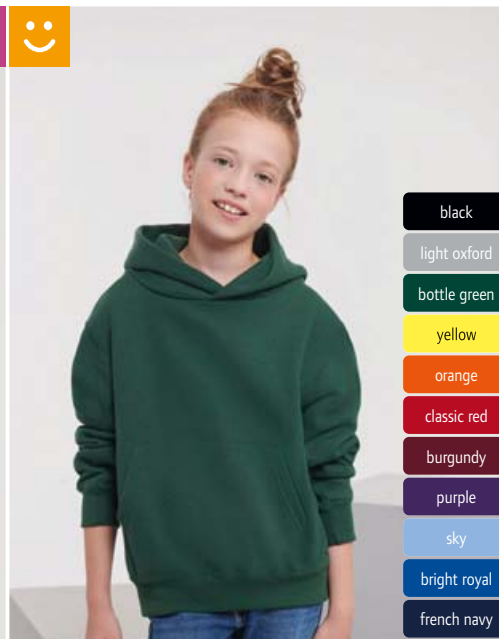 black
light oxford
bottle green
yellow
orange
classic red
burgundy
purple
sky
bright royal
french navy